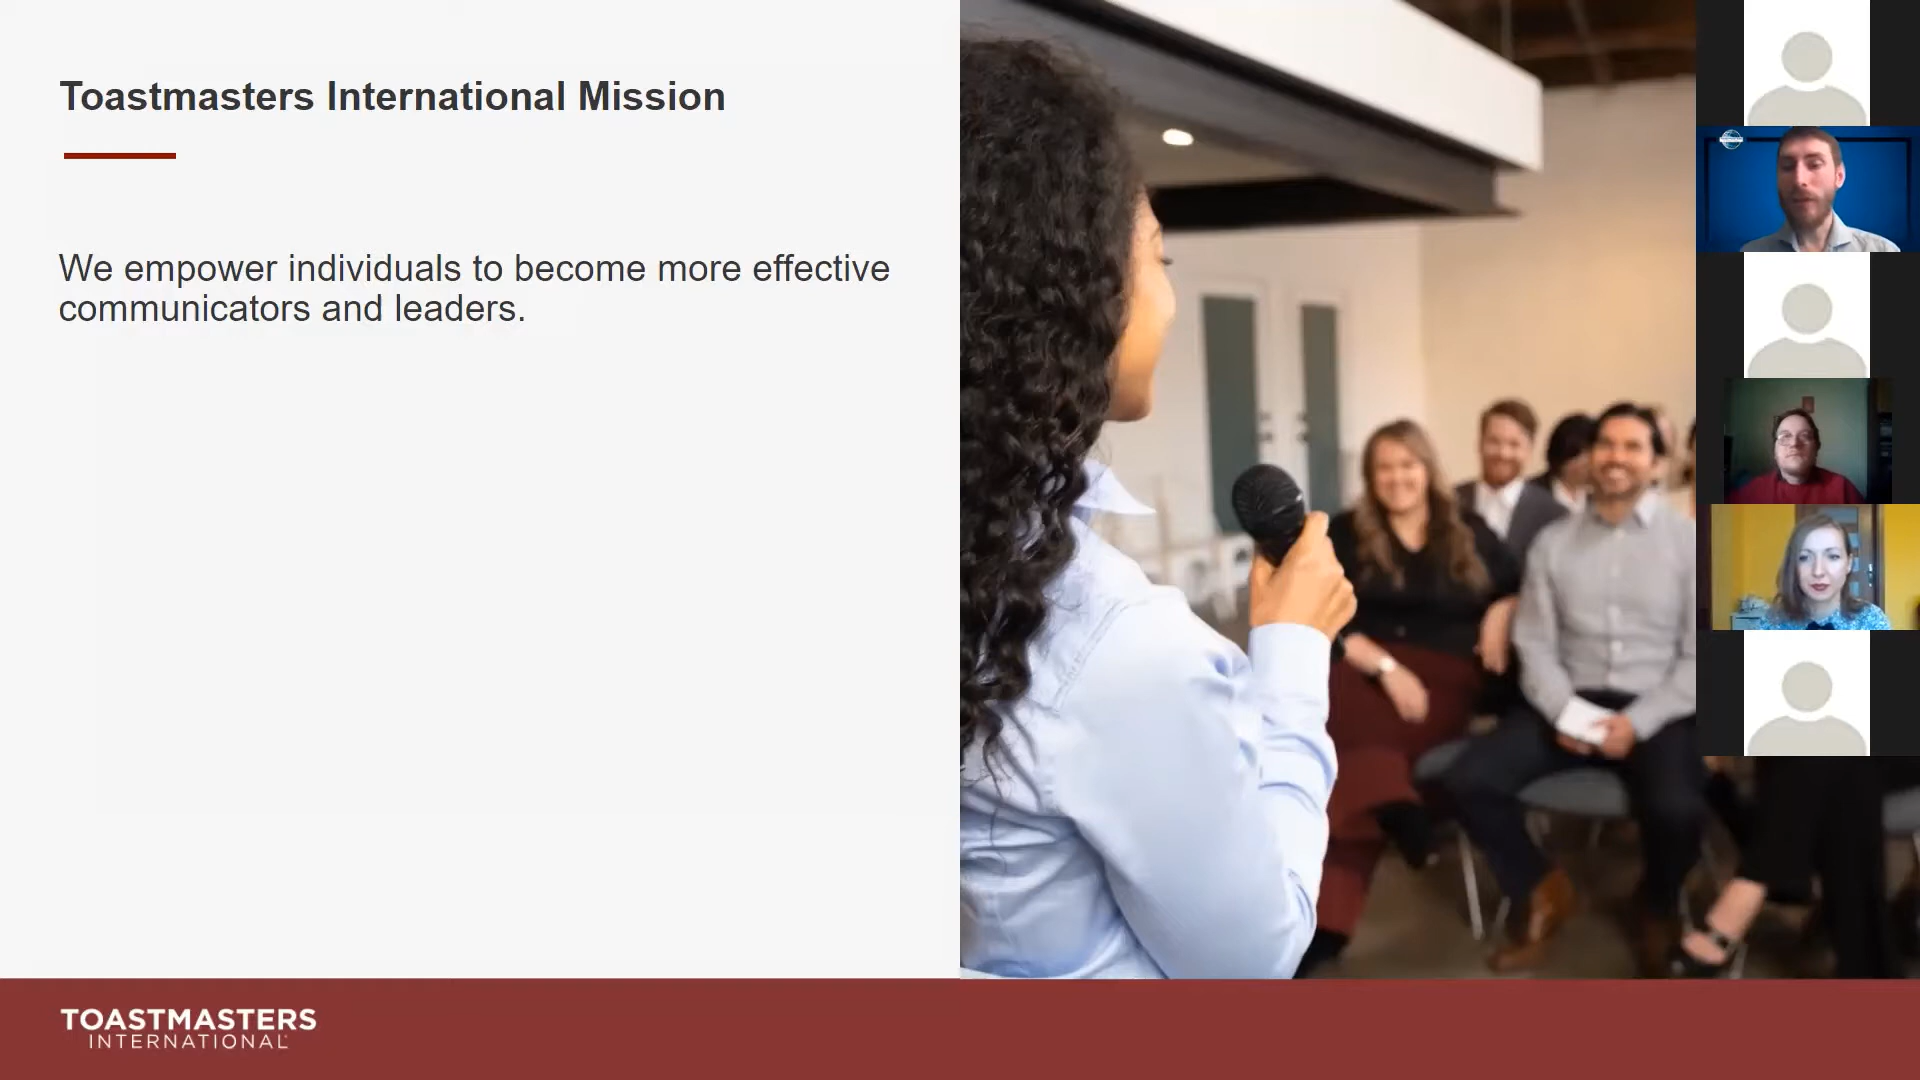 Toastmasters International Mission
We empower individuals to become more effective
communicators and leaders.
TOASTMASTERS
INTERNATIONAL